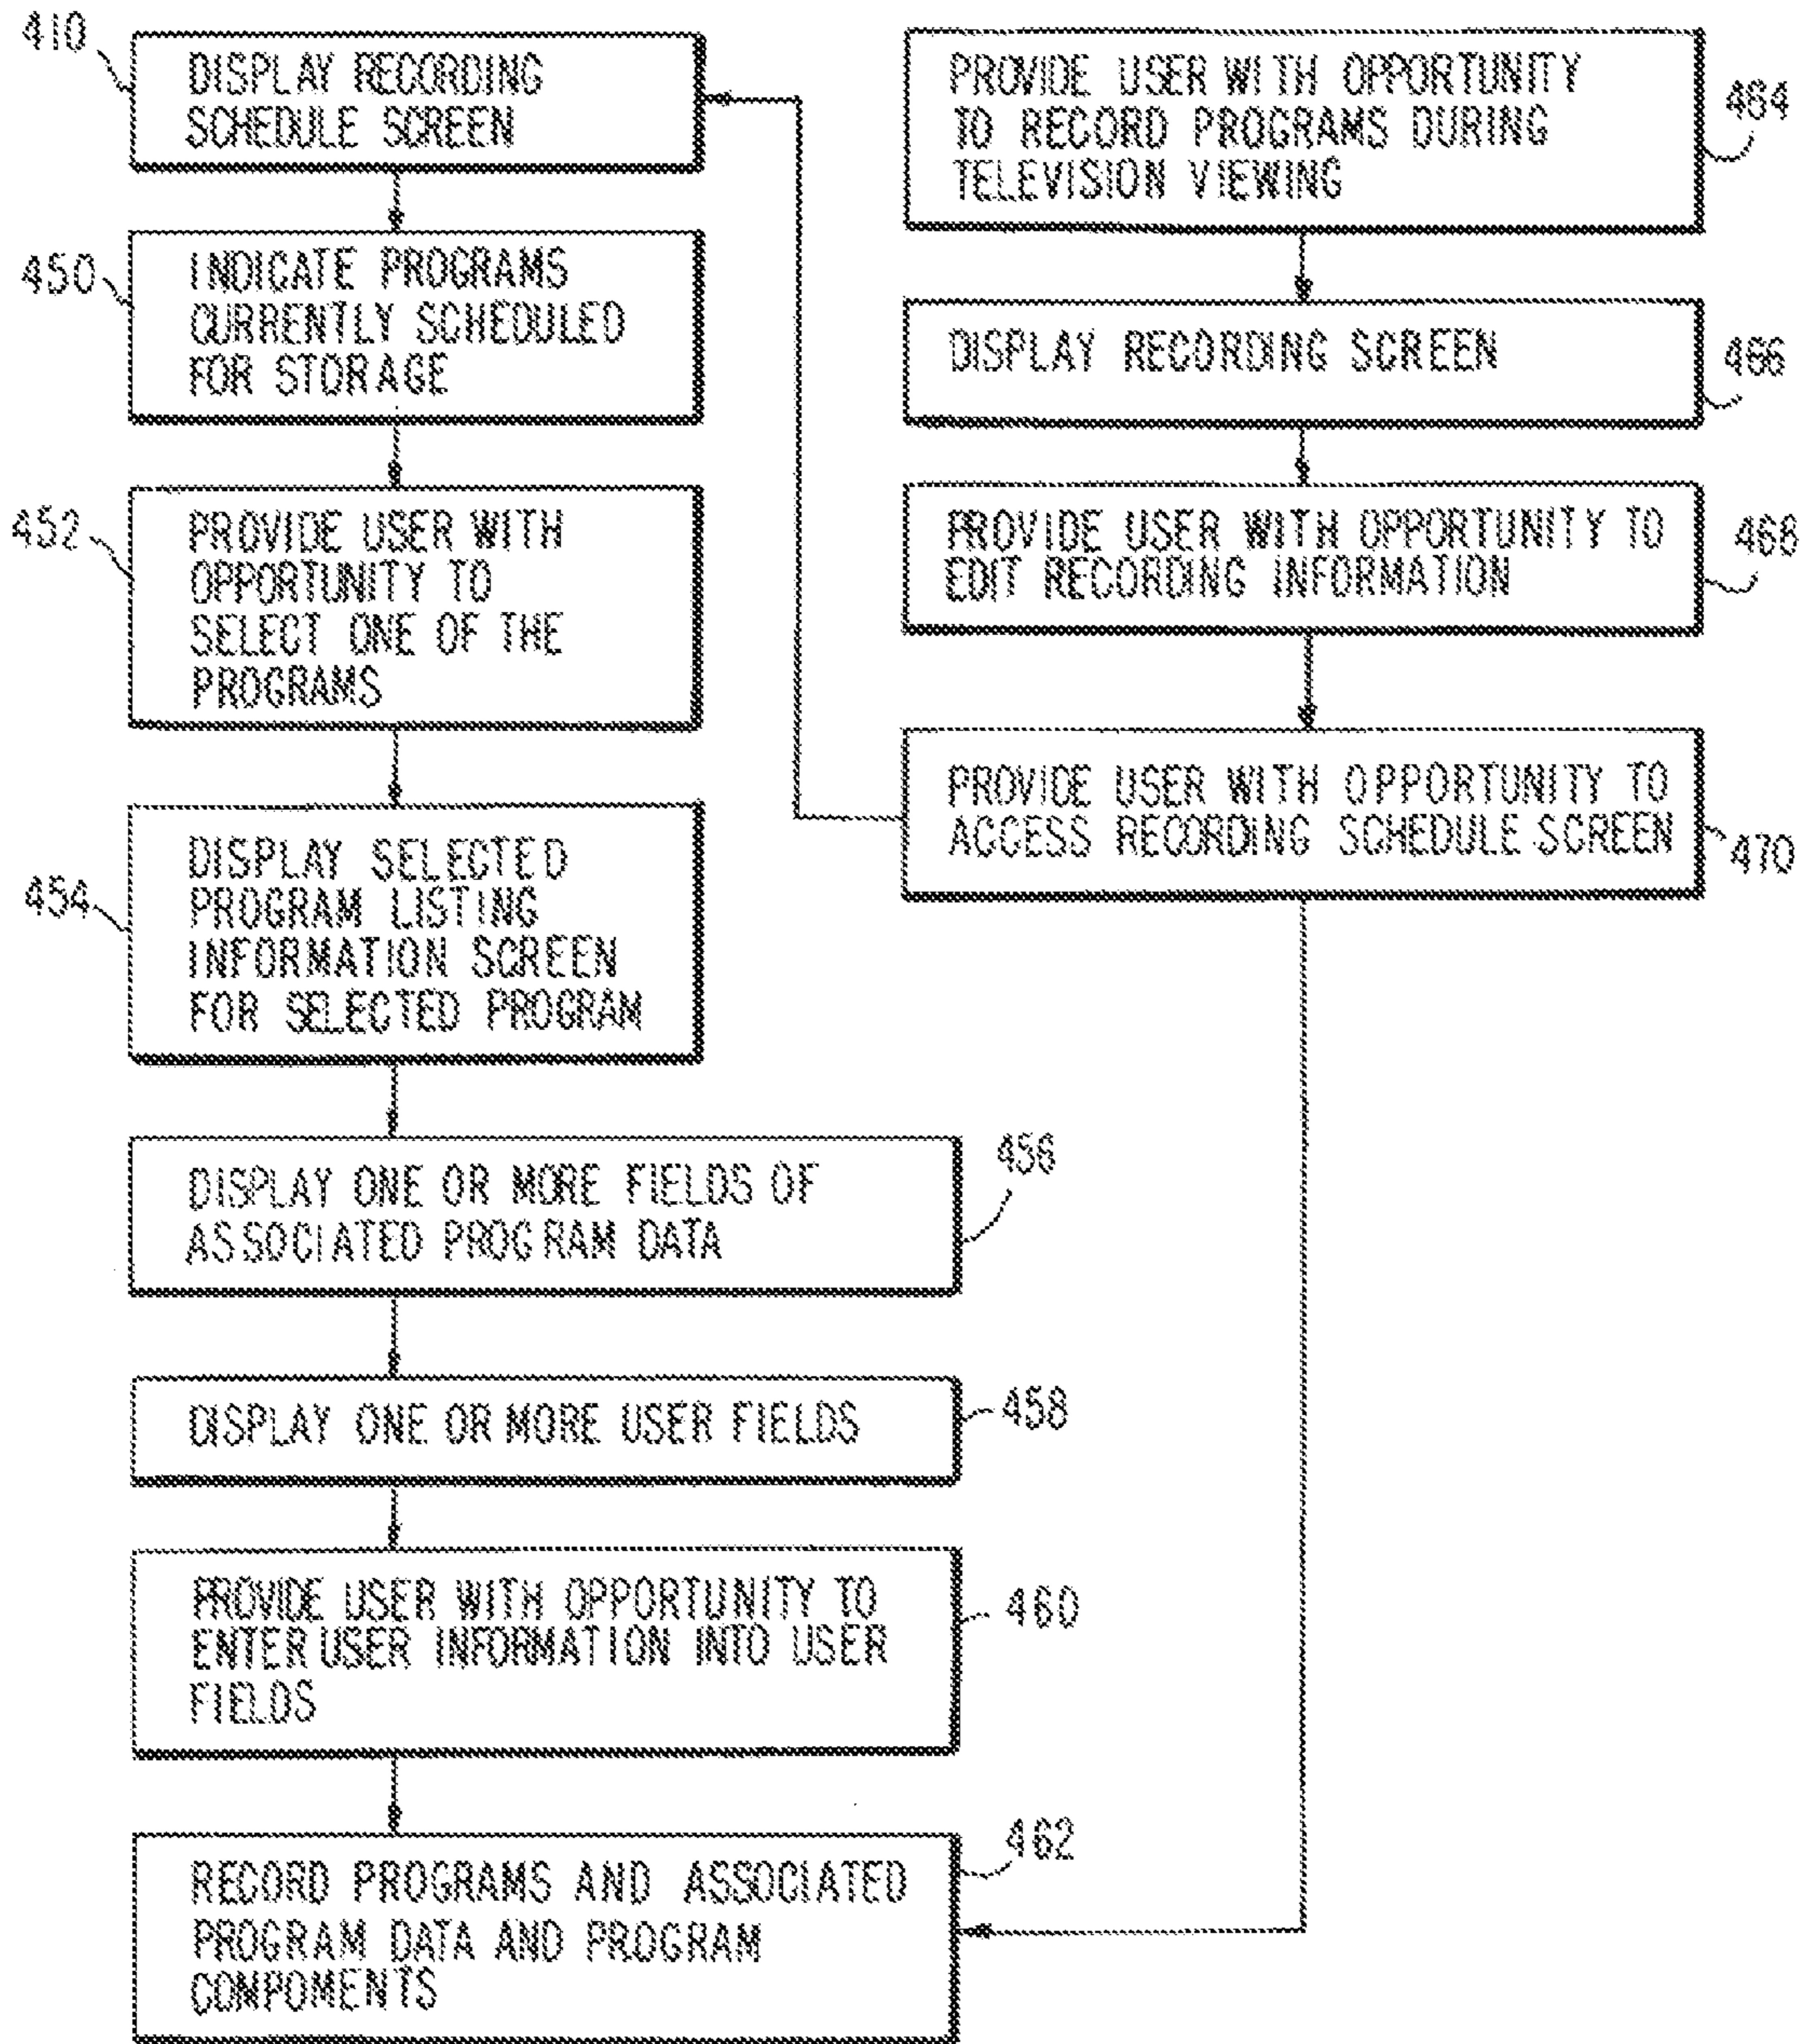 410
DISPLAY RECORDING
SCHEDULE SCREEN
450
INDICATE PROGRAMS
CURRENTLY SCHEDULED
FOR STORAGE
452
PROVIDE USER WITH
OPPORTUNITY TO
SELECT ONE OF THE
PROGRAMS
454
DISPLAY SELECTED
PROGRAM LISTING
INFORMATION SCREEN
FOR SELECTED PROGRAM
456
DISPLAY ONE OR MORE FIELDS OF
ASSOCIATED PROGRAM DATA
458
DISPLAY ONE OR MORE USER FIELDS
460
PROVIDE USER WITH OPPORTUNITY TO
ENTER USER INFORMATION INTO USER
FIELDS
462
RECORD PROGRAMS AND ASSOCIATED
PROGRAM DATA AND PROGRAM
COMPOMENTS
464
PROVIDE USER WITH OPPORTUNITY
TO RECORD PROGRAMS DURING
TELEVISION VIEWING
466
DISPLAY RECORDING SCREEN
468
PROVIDE USER WITH OPPORTUNITY TO
EDIT RECORDING INFORMATION
470
PROVIDE USER WITH OPPORTUNITY TO
ACCESS RECORDING SCHEDULE SCREEN